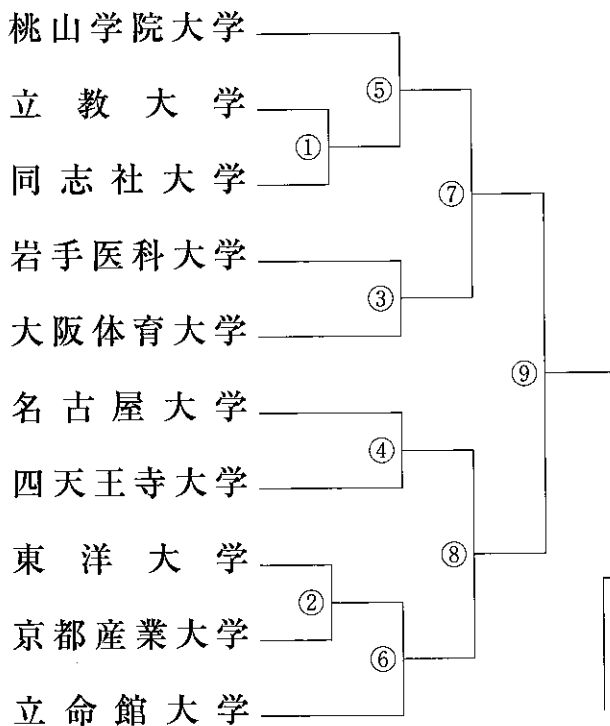 桃山学院大学
⑤
立教大学
①
同志社大学
⑦
岩手医科大学
③
大阪体育大学
⑨
名古屋大学
④
四天王寺大学
⑧
東洋大学
②
京都産業大学
⑥
立命館大学